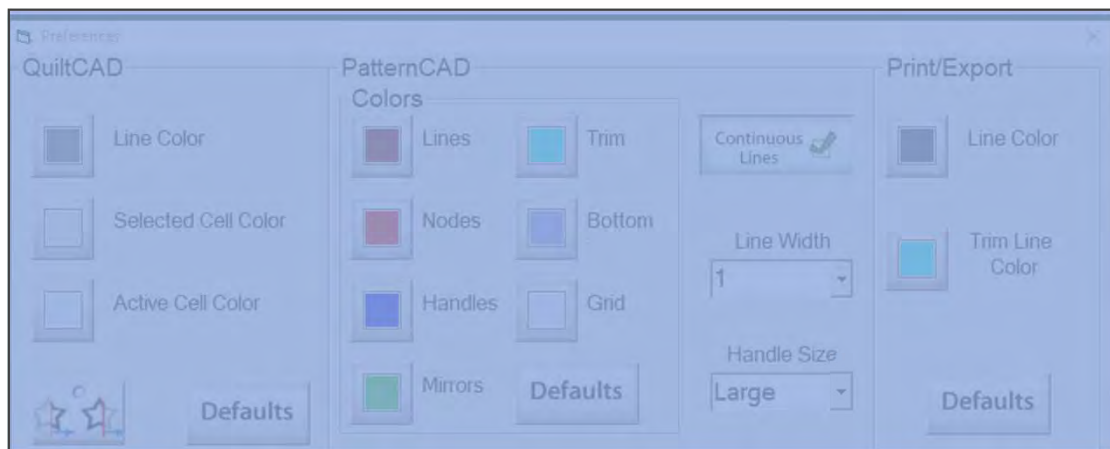 Preferences
QuiltCAD
Line Color
Selected Cell Color
Active Cell Color
Defaults
PatternCAD
Colors
Lines
Trim
Nodes
Bottom
Handles
Grid
Mirrors
Defaults
Continuous
Lines
Line Width
1
Handle Size
Large
Print/Export
Line Color
Trim Line
Color
Defaults